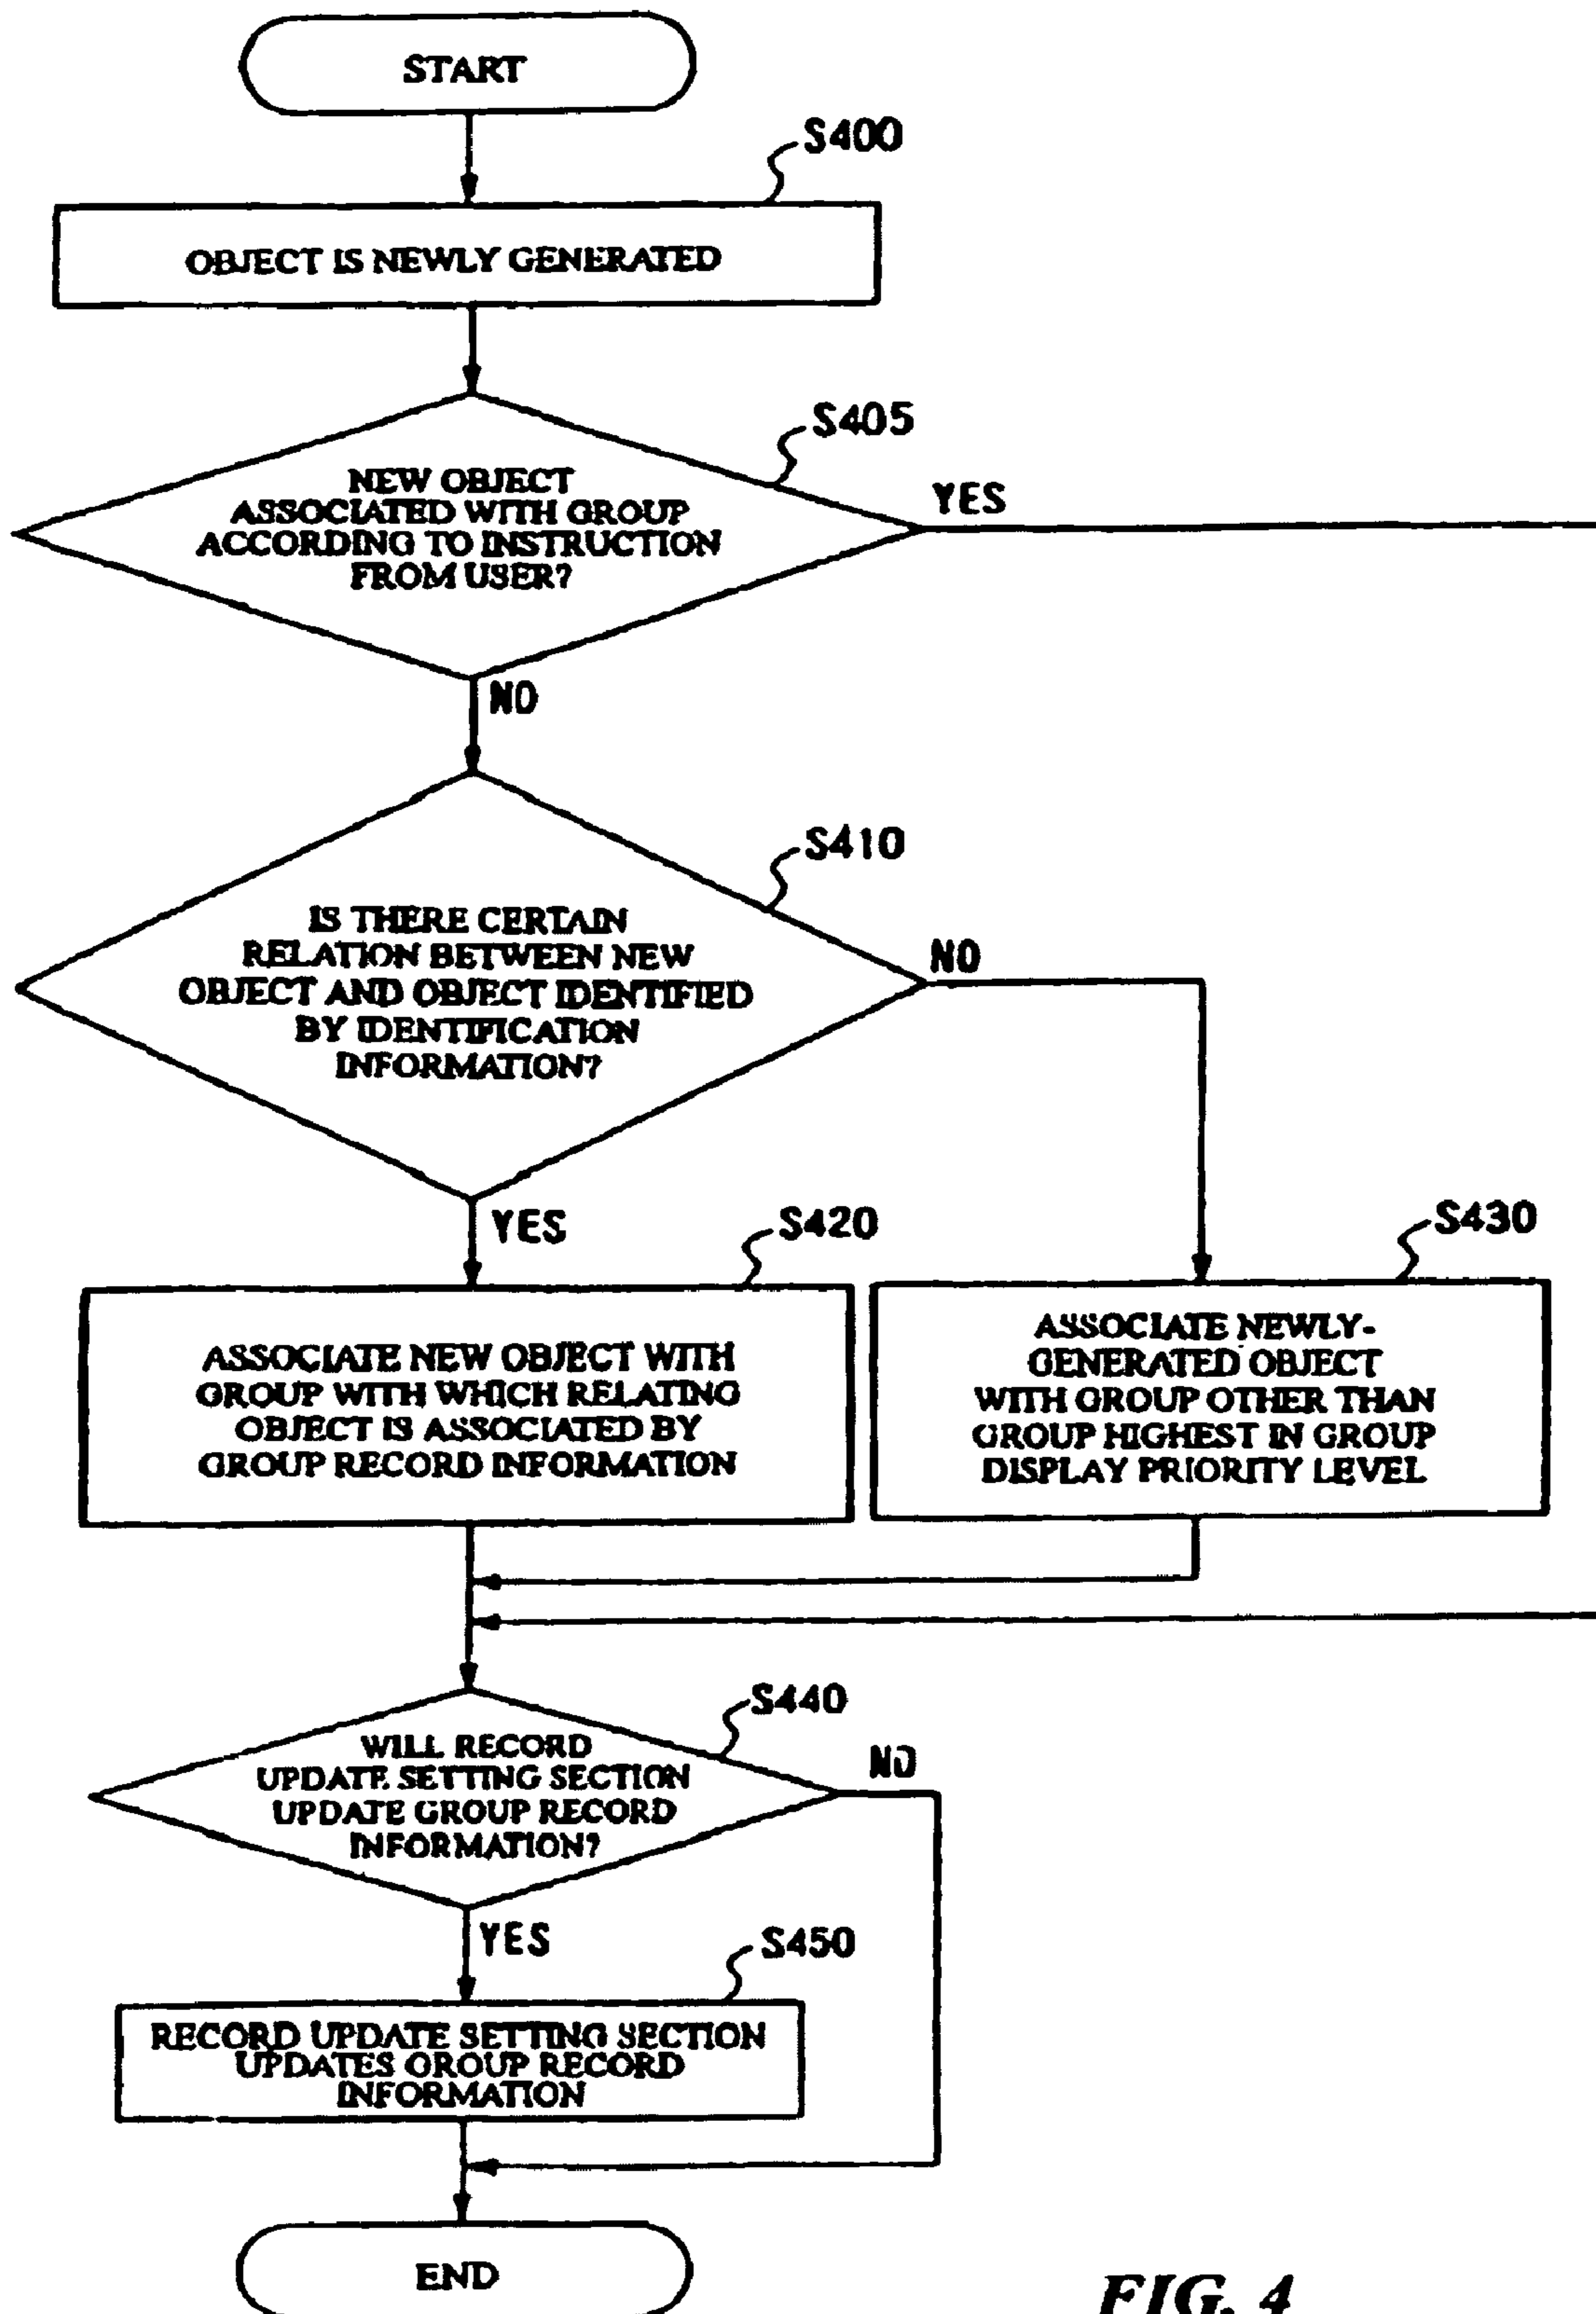 START
S400
OBJECT IS NEWLY GENERATED
S405
NEW OBJECT
ASSOCIATED WITH GROUP
ACCORDING TO INSTRUCTION
FROM USER?
YES
NO
S410
IS THERE CERTAIN
RELATION BETWEEN NEW
OBJECT AND OBJECT IDENTIFIED
BY IDENTIFICATION
INFORMATION?
NO
YES
S420
ASSOCIATE NEW OBJECT WITH
GROUP WITH WHICH RELATING
OBJECT IS ASSOCIATED BY
GROUP RECORD INFORMATION
S430
ASSOCIATE NEWLY-
GENERATED OBJECT
WITH GROUP OTHER THAN
GROUP HIGHEST IN GROUP
DISPLAY PRIORITY LEVEL
S440
WILL RECORD
UPDATE SETTING SECTION
UPDATE GROUP RECORD
INFORMATION?
NO
YES
S450
RECORD UPDATE SETTING SECTION
UPDATES GROUP RECORD
INFORMATION
END
FIG. 4